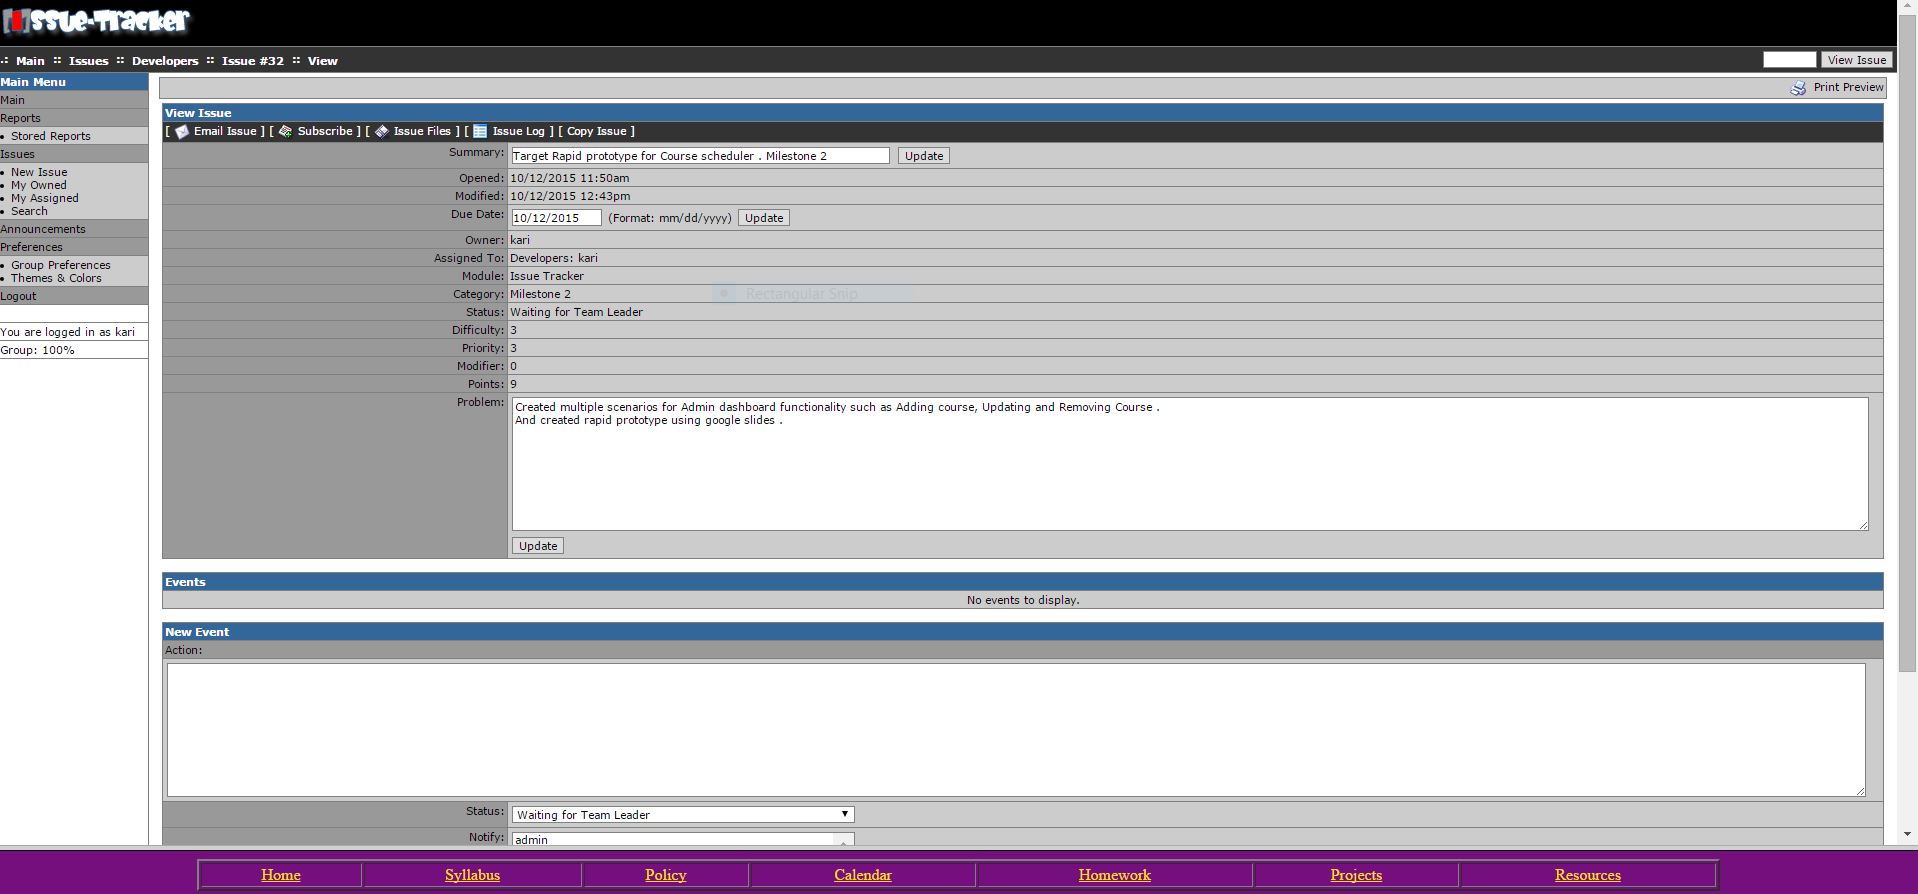 Issue-Tracker
.: Main :: Issues :: Developers :: Issue #32 :: View
View Issue
Main Menu
Main
Reports
• Stored Reports
Issues
• New Issue
• My Owned
• My Assigned
• Search
Announcements
Preferences
• Group Preferences
• Themes & Colors
Logout
You are logged in as kari
Group: 100%
Print Preview
View Issue
[ Email Issue ] [ Subscribe ] [ Issue Files ] [ Issue Log ] [ Copy Issue ]
Summary: Target Rapid prototype for Course scheduler . Milestone 2 Update
Opened: 10/12/2015 11:50am
Modified: 10/12/2015 12:43pm
Due Date: 10/12/2015 (Format: mm/dd/yyyy) Update
Owner: kari
Assigned To: Developers: kari
Module: Issue Tracker
Category: Milestone 2
Rectangular Snip
Status: Waiting for Team Leader
Difficulty: 3
Priority: 3
Modifier: 0
Points: 9
Problem: Created multiple scenarios for Admin dashboard functionality such as Adding course, Updating and Removing Course .
And created rapid prototype using google slides .
Update
Events
No events to display.
New Event
Action:
Status: Waiting for Team Leader
Notify: admin
Home Syllabus Policy Calendar Homework Projects Resources